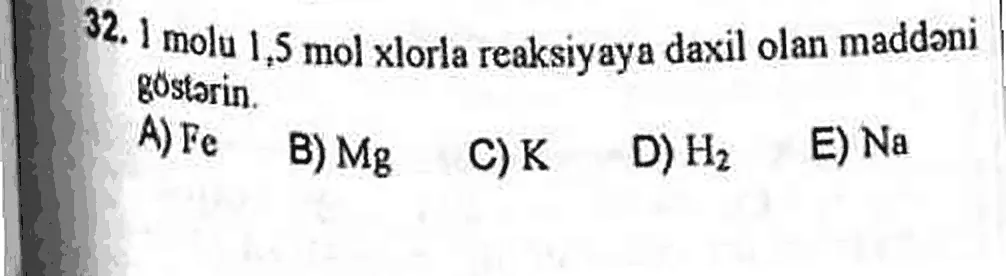 32. 1 molu 1,5 mol xlorla reaksiyaya daxil olan maddəni
göstərin.
A) Fe B) Mg C) K D) H₂ E) Na